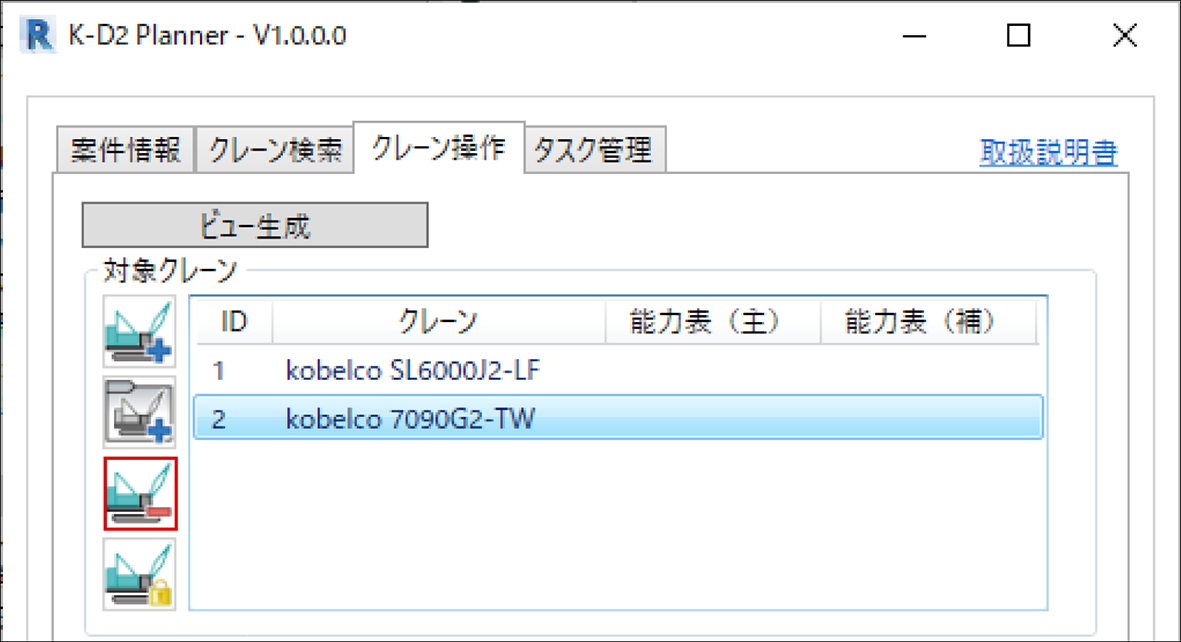 K-D2 Planner - V1.0.0.0
案件情報 クレーン検索 クレーン操作 タスク管理 取扱説明書
ビュー生成
対象クレーン
ID クレーン 能力表（主） 能力表（補）
1 kobelco SL6000J2-LF
2 kobelco 7090G2-TW